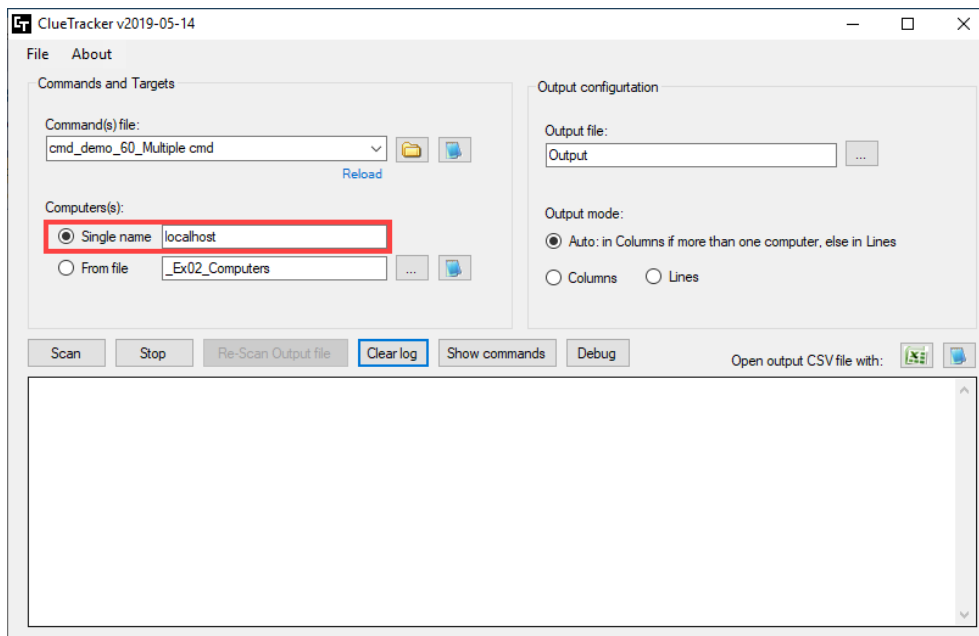 CT ClueTracker v2019-05-14
File About
Commands and Targets
Command(s) file:
cmd_demo_60_Multiple cmd
Reload
Computers(s):
Single name localhost
From file _Ex02_Computers ...
Output configurtation
Output file:
Output ...
Output mode:
Auto: in Columns if more than one computer, else in Lines
Columns Lines
Scan Stop Re-Scan Output file Clear log Show commands Debug Open output CSV file with: